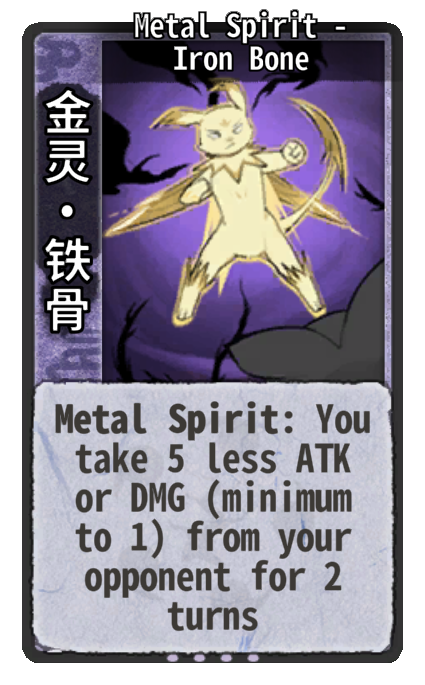 Metal Spirit -
Iron Bone
金灵·铁骨
Metal Spirit: You
take 5 less ATK
or DMG (minimum
to 1) from your
opponent for 2
turns